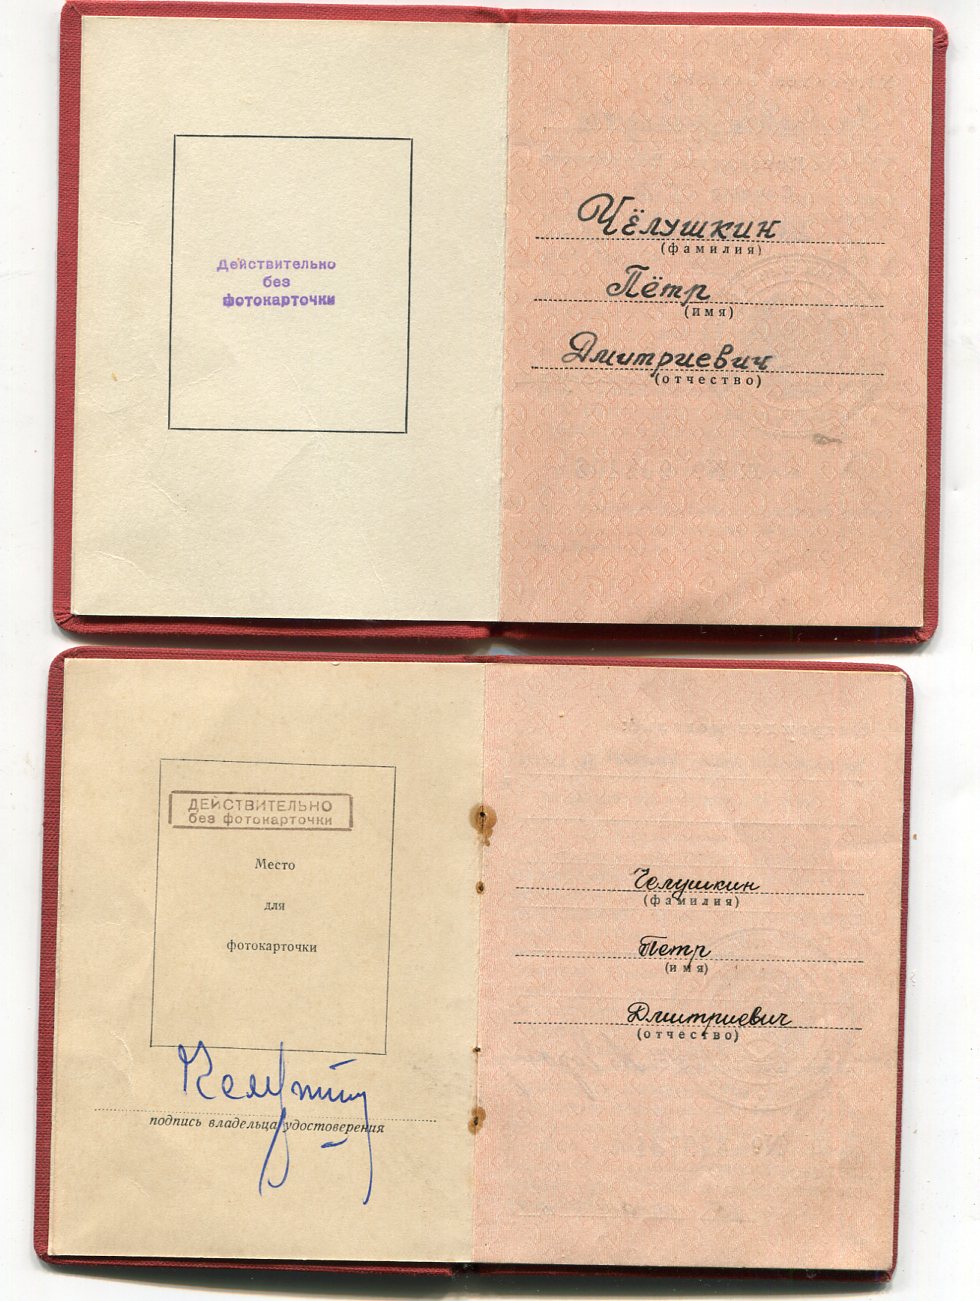 Действительно
без
фотокарточки
Чёлушкин
(фамилия)
Пётр
(имя)
Дмитриевич
(отчество)
ДЕЙСТВИТЕЛЬНО
без фотокарточки
Место
для
фотокарточки
подпись владельца удостоверения
Челушкин
(фамилия)
Петр
(имя)
Дмитриевич
(отчество)